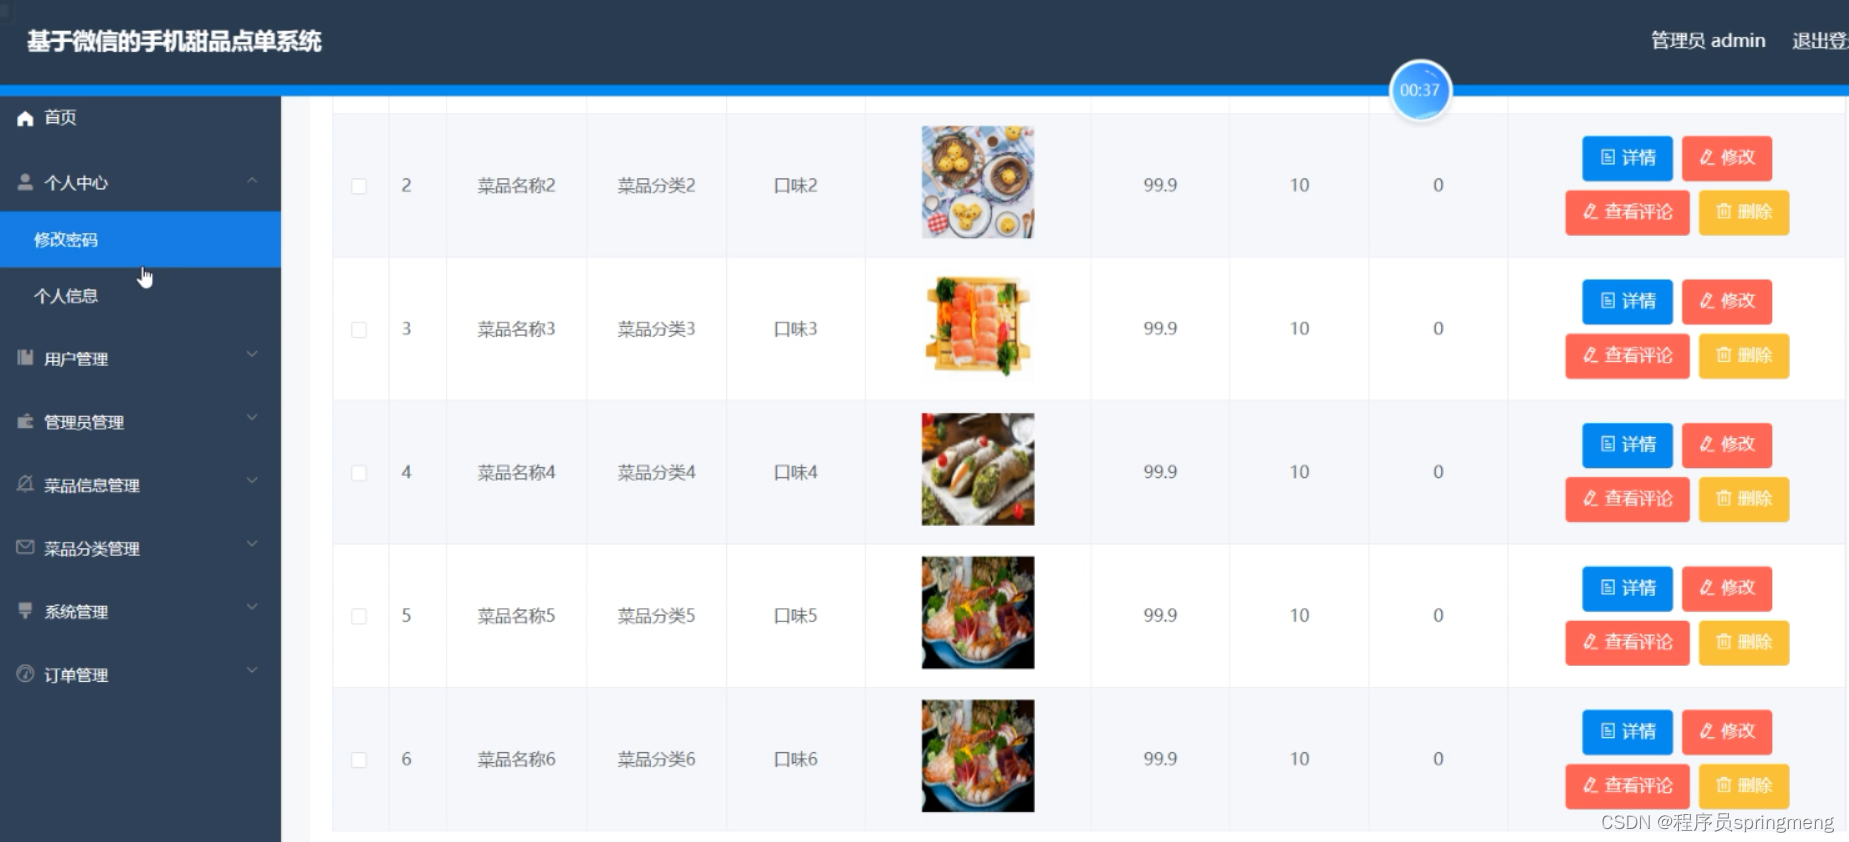 基于微信的手机甜品点单系统
管理员 admin
退出登
00:37
首页
个人中心
修改密码
个人信息
用户管理
管理员管理
菜品信息管理
菜品分类管理
系统管理
订单管理
2 菜品名称2 菜品分类2 口味2 99.9 10 0
详情 修改
查看评论 删除
3 菜品名称3 菜品分类3 口味3 99.9 10 0
详情 修改
查看评论 删除
4 菜品名称4 菜品分类4 口味4 99.9 10 0
详情 修改
查看评论 删除
5 菜品名称5 菜品分类5 口味5 99.9 10 0
详情 修改
查看评论 删除
6 菜品名称6 菜品分类6 口味6 99.9 10 0
详情 修改
查看评论 删除
CSDN @程序员springmeng